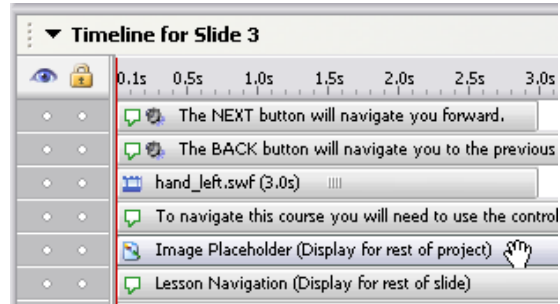 Timeline for Slide 3
0.1s 0.5s 1.0s 1.5s 2.0s 2.5s 3.0s
The NEXT button will navigate you forward.
The BACK button will navigate you to the previous
hand_left.swf (3.0s)
To navigate this course you will need to use the control
Image Placeholder (Display for rest of project)
Lesson Navigation (Display for rest of slide)